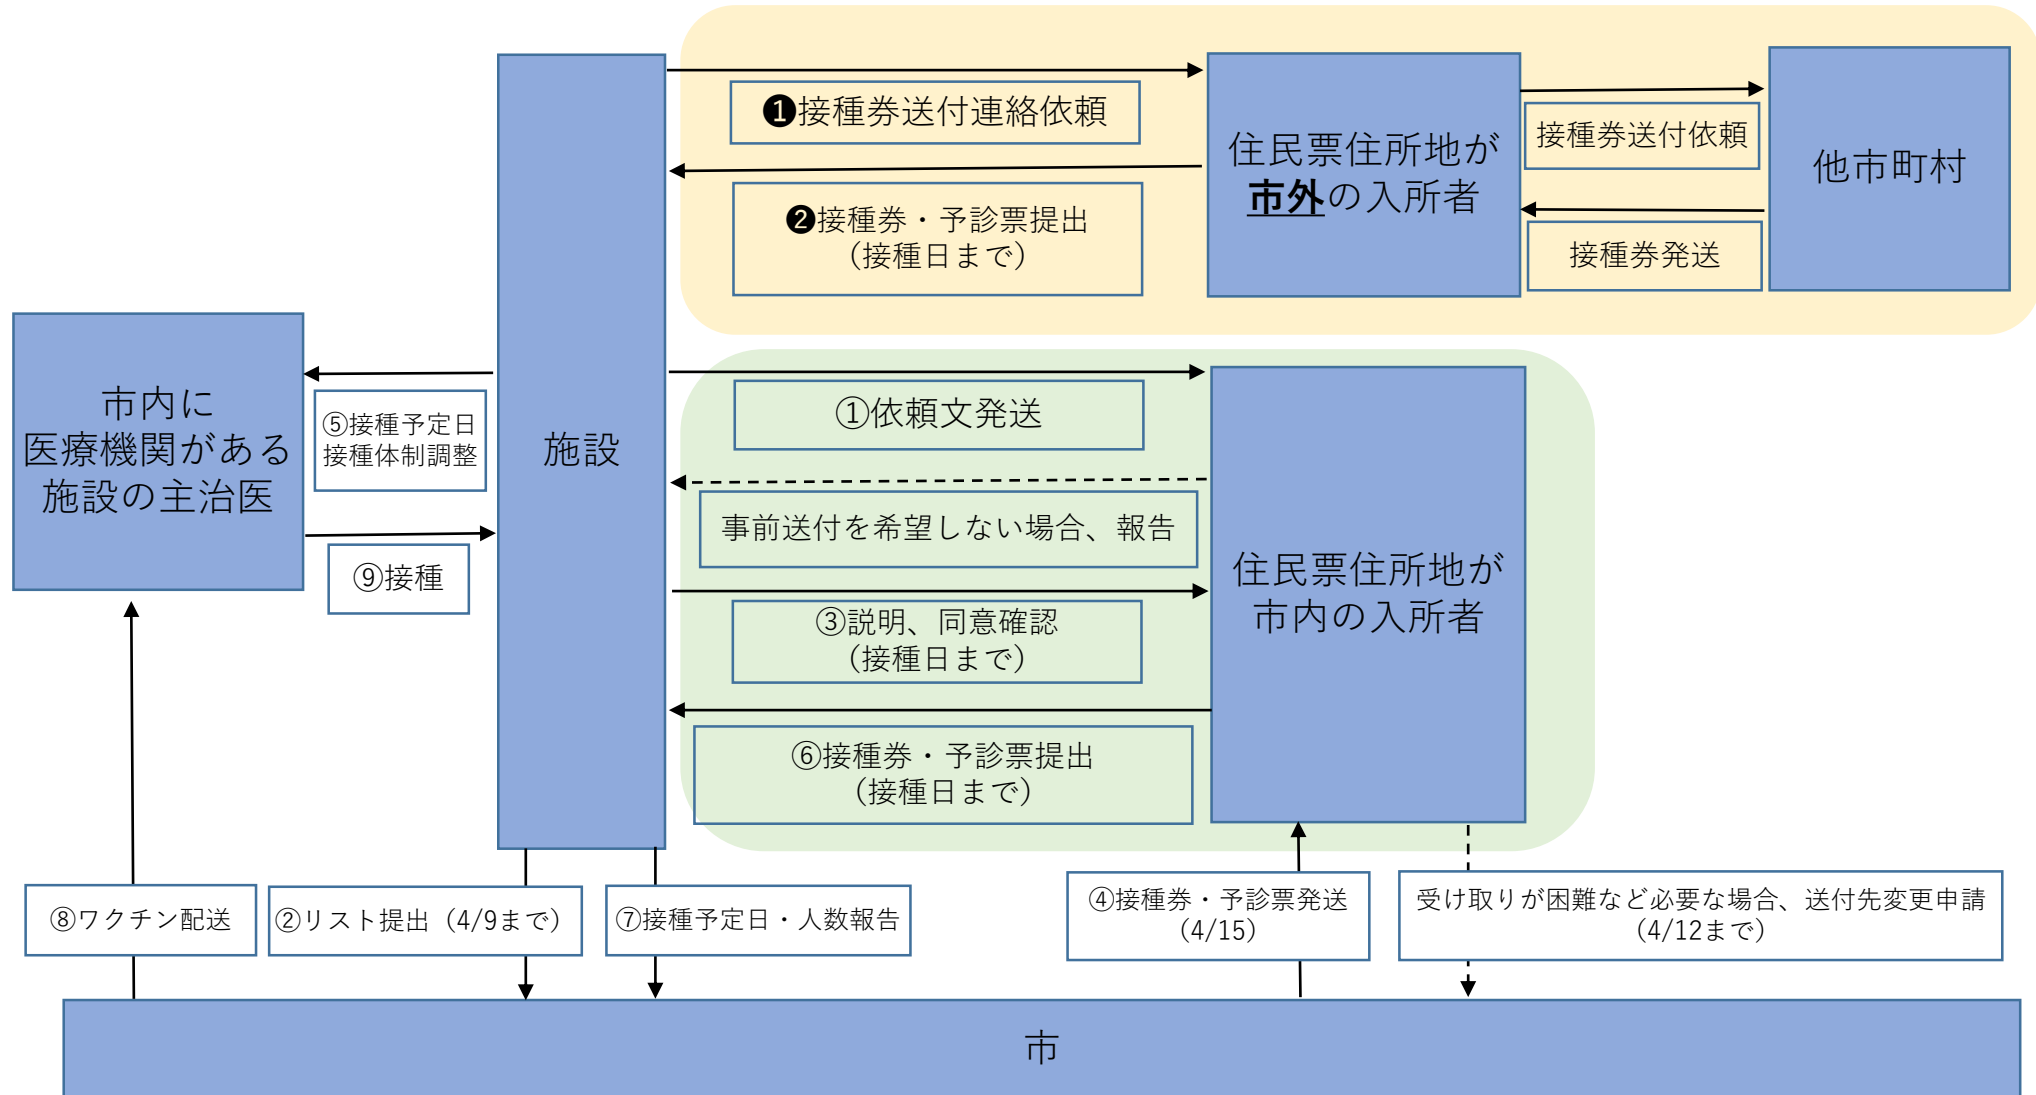 ❶接種券送付連絡依頼
❷接種券・予診票提出
(接種日まで)
住民票住所地が
市外の入所者
接種券送付依頼
接種券発送
他市町村
市内に
医療機関がある
施設の主治医
⑤接種予定日
接種体制調整
⑨接種
施設
①依頼文発送
事前送付を希望しない場合、報告
③説明、同意確認
(接種日まで)
⑥接種券・予診票提出
(接種日まで)
住民票住所地が
市内の入所者
⑧ワクチン配送
②リスト提出(4/9まで)
⑦接種予定日・人数報告
④接種券・予診票発送
(4/15)
受け取りが困難など必要な場合、送付先変更申請
(4/12まで)
市